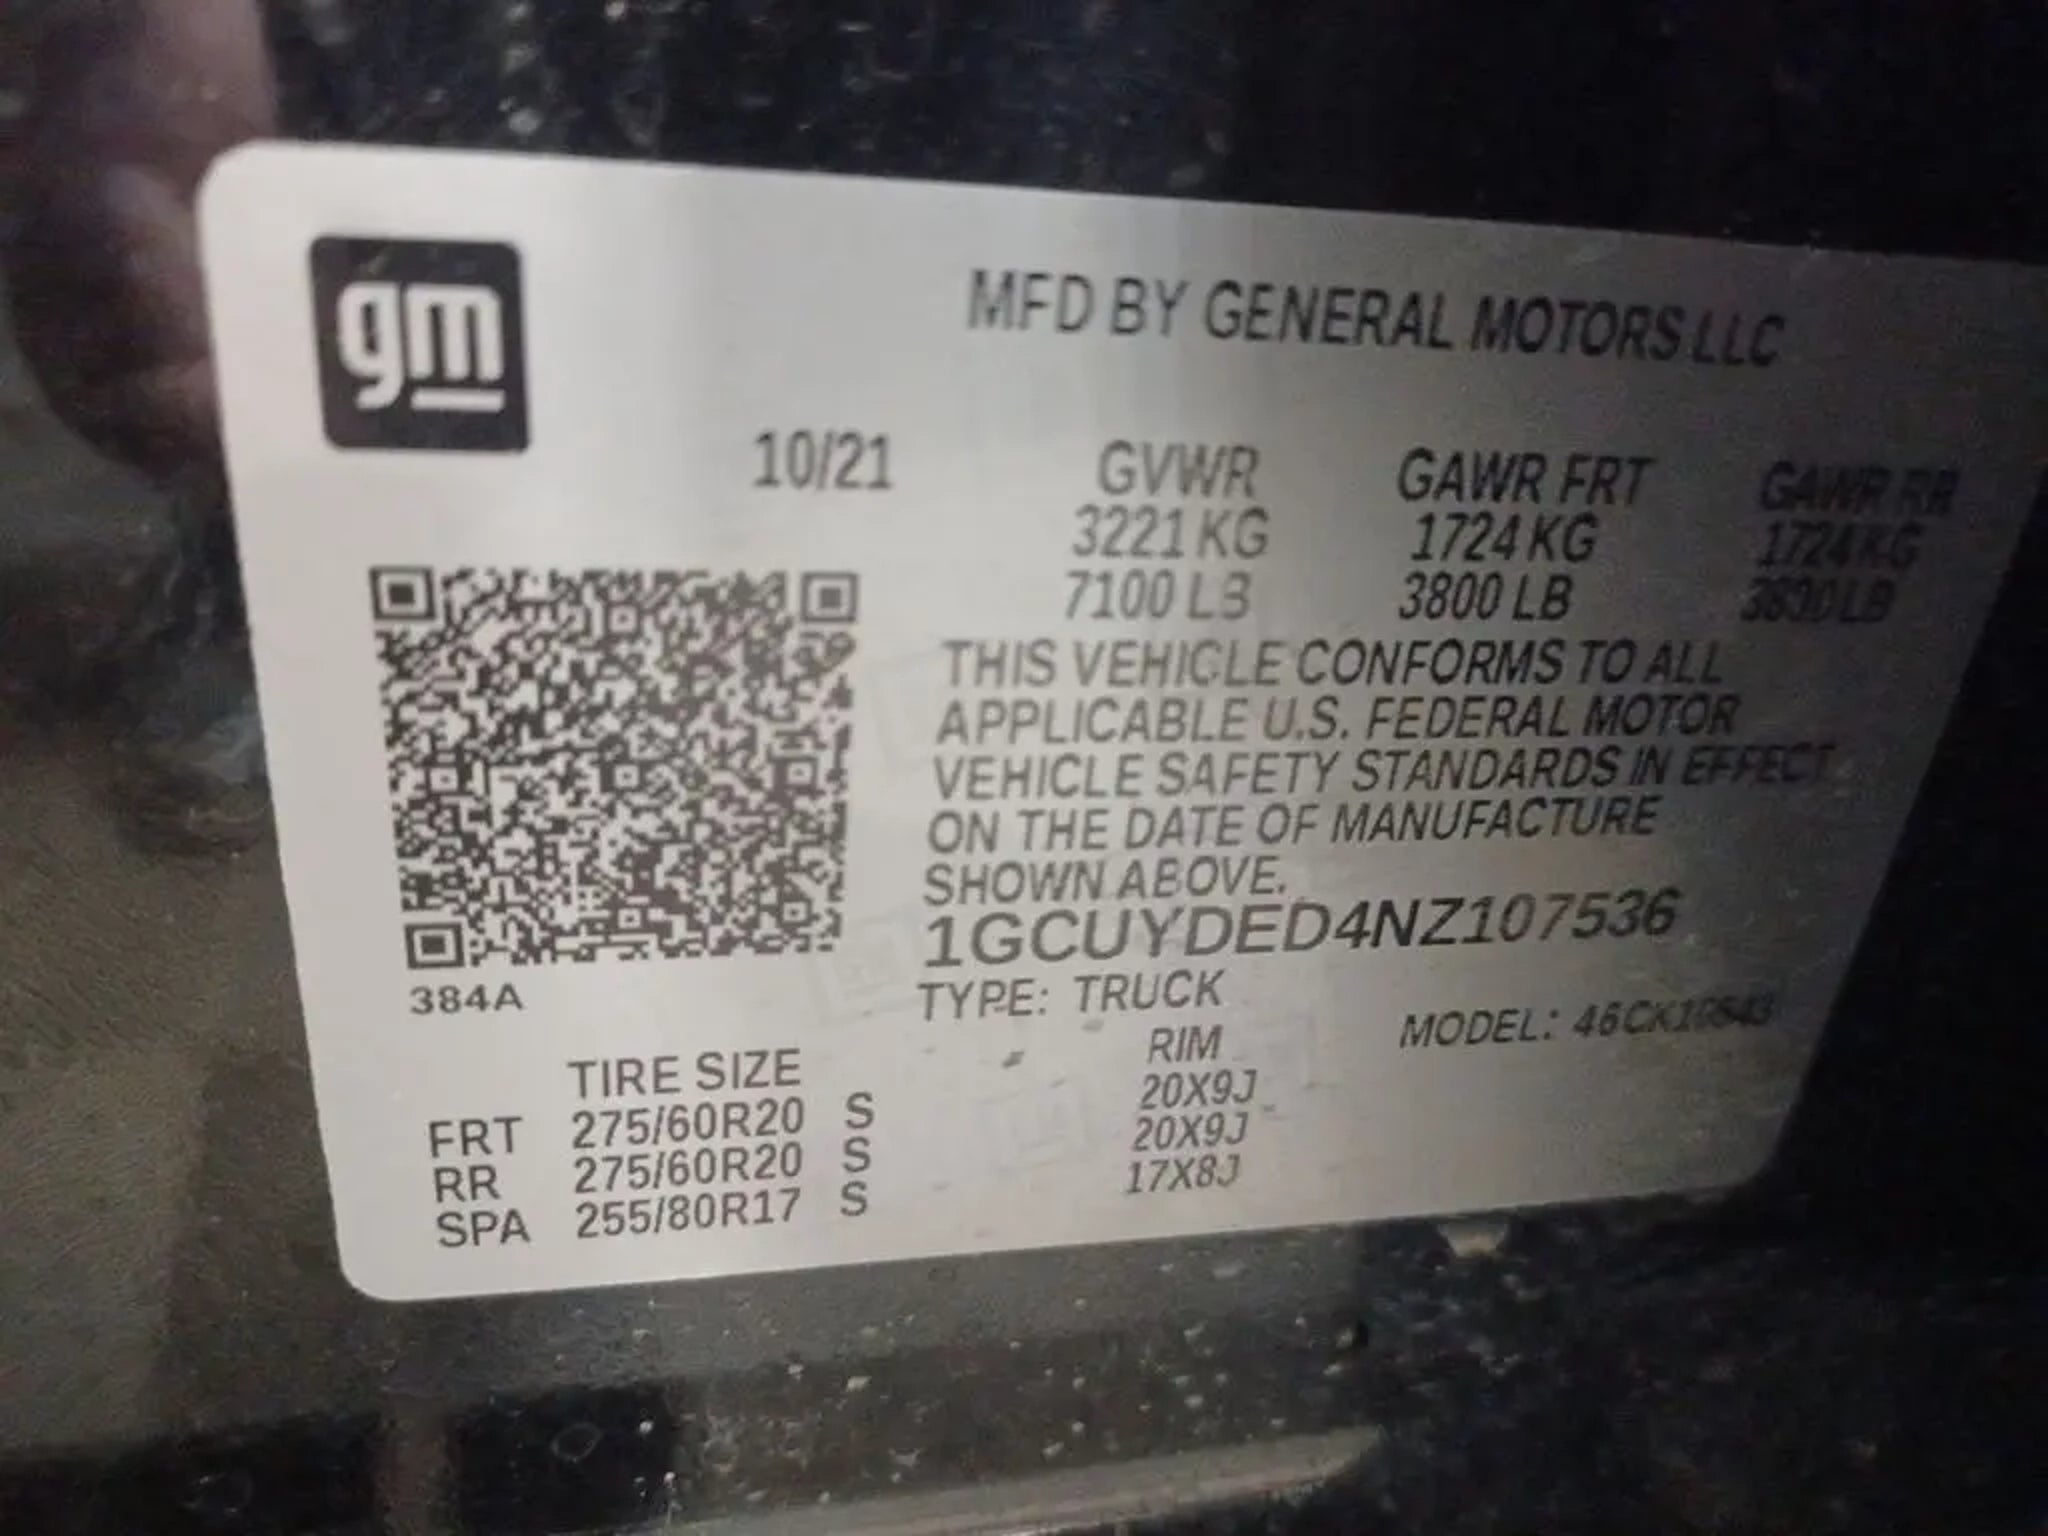 gm
MFD BY GENERAL MOTORS LLC
10/21 GVWR GAWR FRT GAWR RR
3221 KG 1724 KG 1724 KG
7100 LB 3800 LB 3800 LB
THIS VEHICLE CONFORMS TO ALL
APPLICABLE U.S. FEDERAL MOTOR
VEHICLE SAFETY STANDARDS IN EFFECT
ON THE DATE OF MANUFACTURE
SHOWN ABOVE.
1GCUYDED4NZ107536
384A
TYPE: TRUCK
MODEL:
TIRE SIZE RIM
FRT 275/60R20 S 20X9J
RR 275/60R20 S 20X9J
SPA 255/80R17 S 17X8J